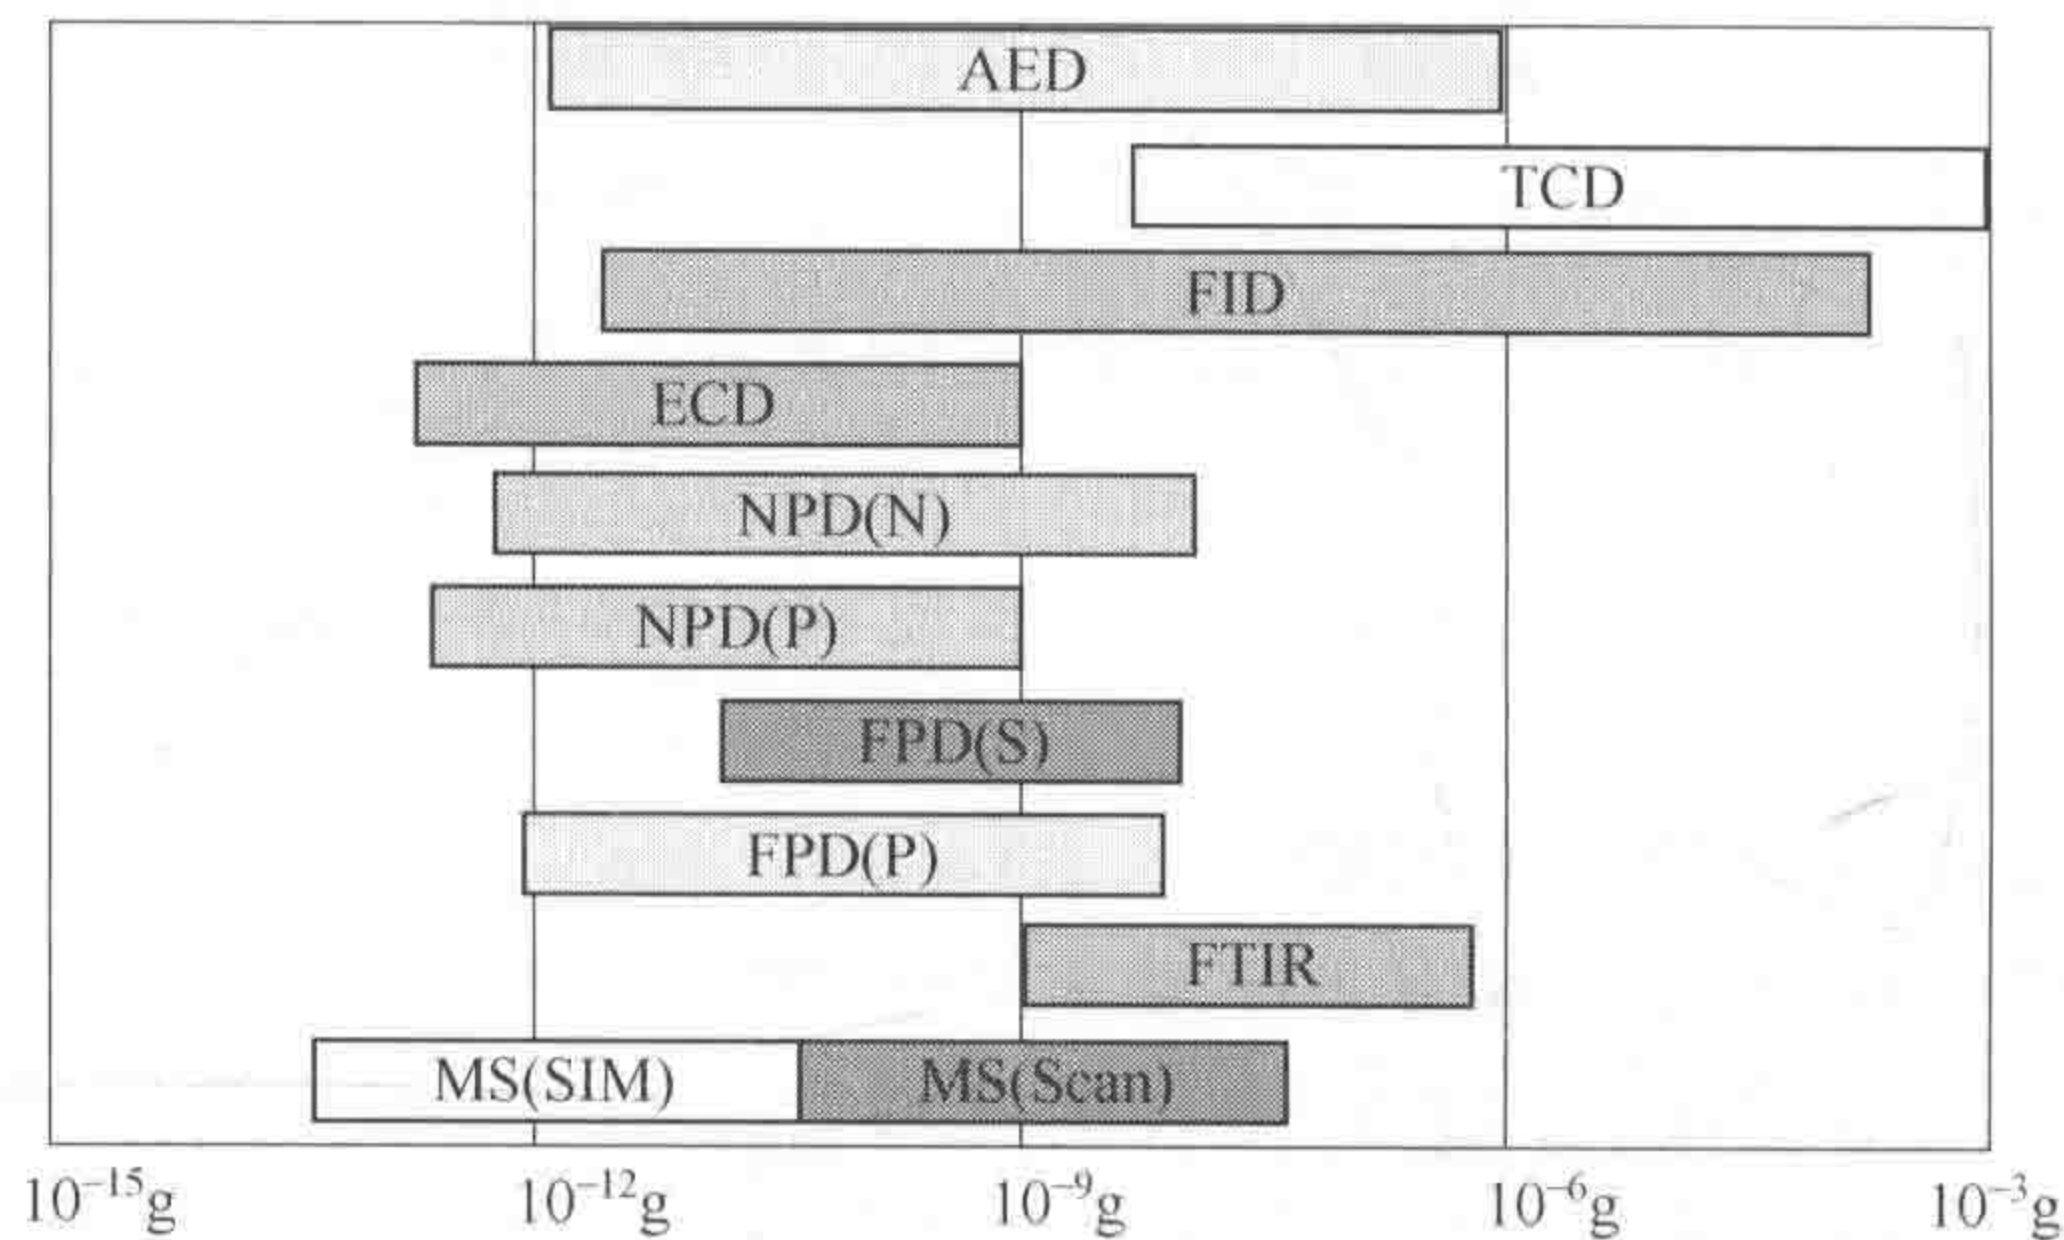 AED
TCD
FID
ECD
NPD(N)
NPD(P)
FPD(S)
FPD(P)
FTIR
MS(SIM) MS(Scan)
10⁻¹⁵g 10⁻¹²g 10⁻⁹g 10⁻⁶g 10⁻³g